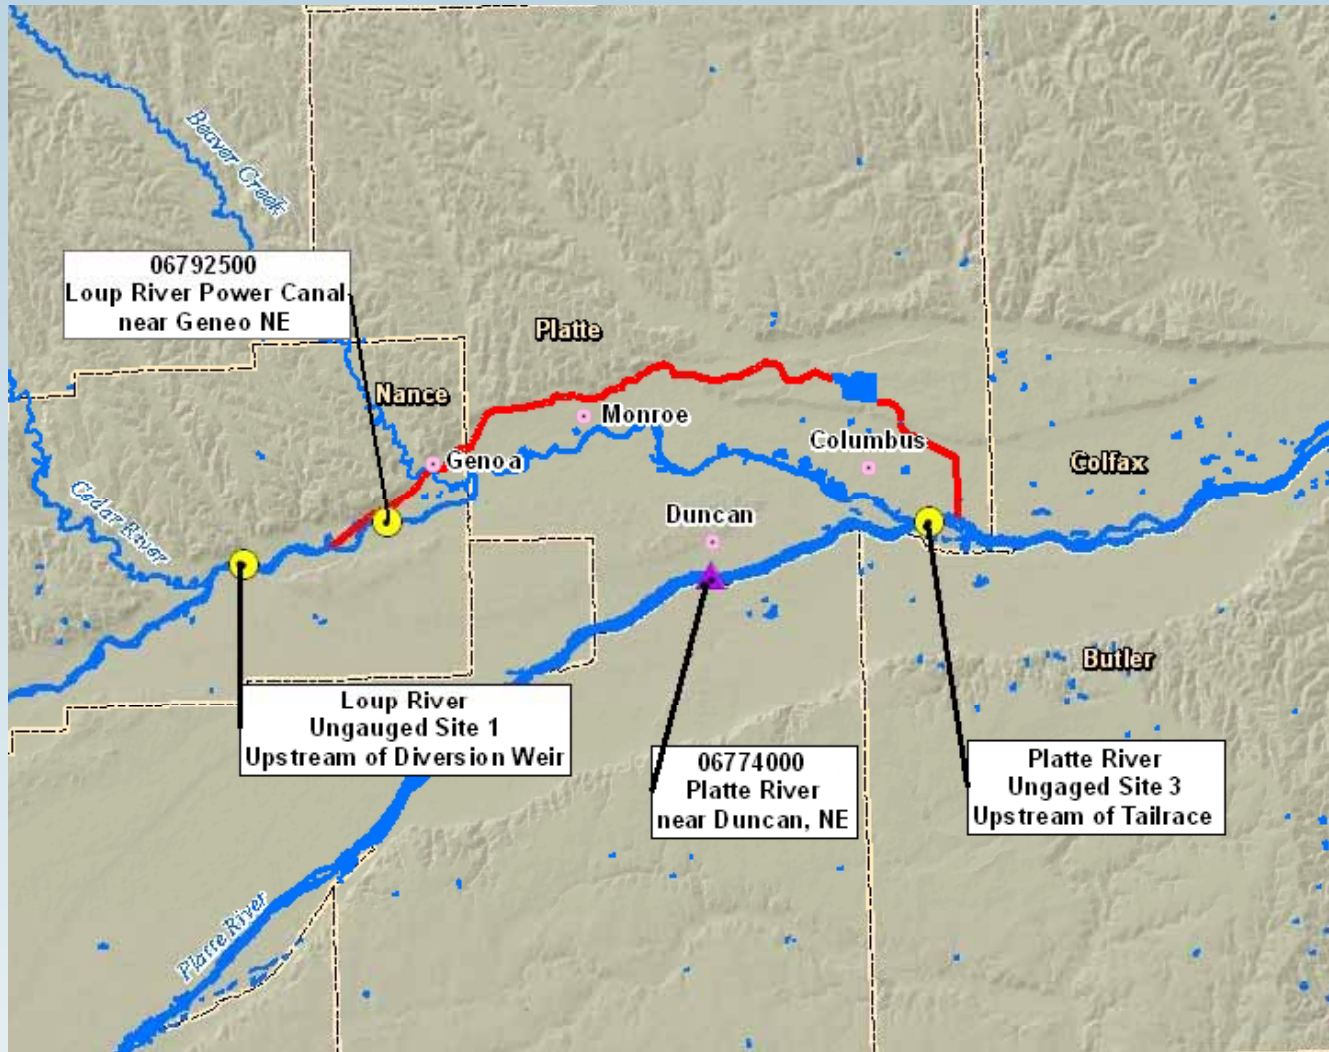 Beaver Creek
06792500
Loup River Power Canal
near Geneo NE
Platte
Nance
Monroe
Columbus
Genoa
Colfax
Cedar River
Duncan
Butler
Loup River
Ungauged Site 1
Upstream of Diversion Weir
06774000
Platte River
near Duncan, NE
Platte River
Ungaged Site 3
Upstream of Tailrace
Platte River